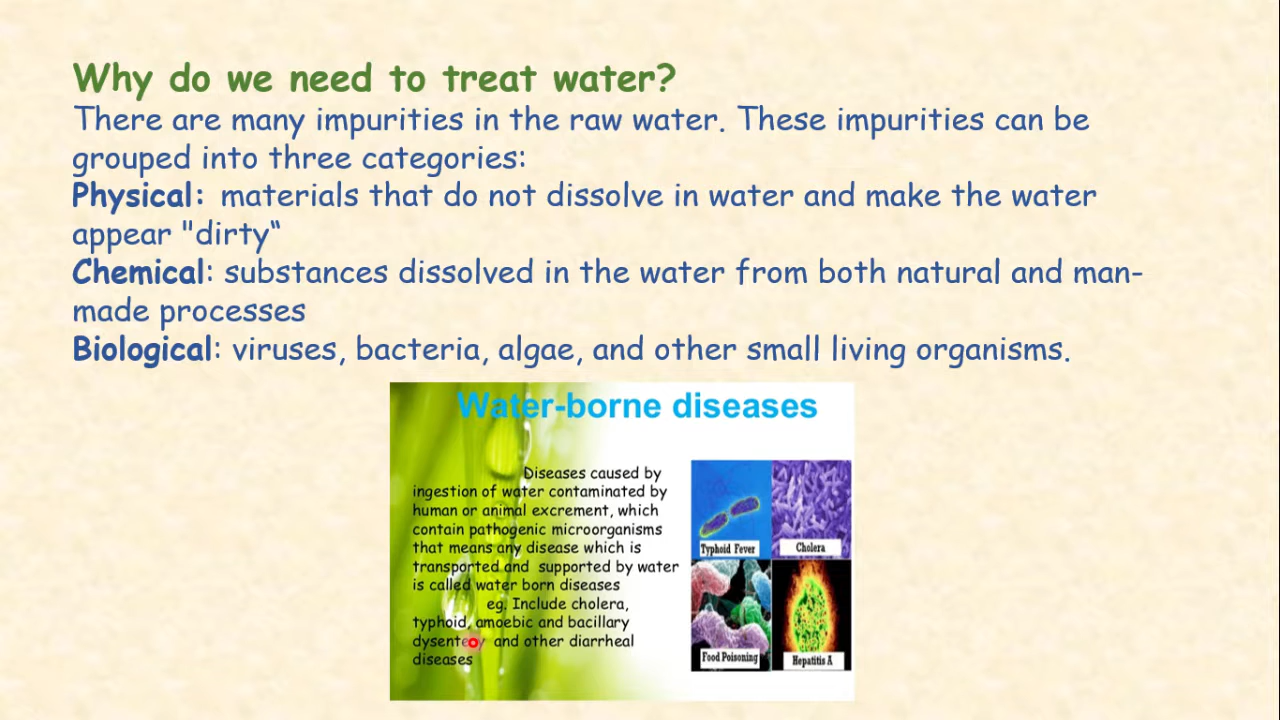 Why do we need to treat water?
There are many impurities in the raw water. These impurities can be
grouped into three categories:
Physical: materials that do not dissolve in water and make the water
appear "dirty“
Chemical: substances dissolved in the water from both natural and man-
made processes
Biological: viruses, bacteria, algae, and other small living organisms.
Water-borne diseases
Diseases caused by
ingestion of water contaminated by
human or animal excrement, which
contain pathogenic microorganisms
that means any disease which is
transported and supported by water
is called water born diseases
eg. Include cholera,
typhoid, amoebic and bacillary
dysentery and other diarrheal
diseases
Typhoid Fever
Cholera
Food Poisoning
Hepatitis A